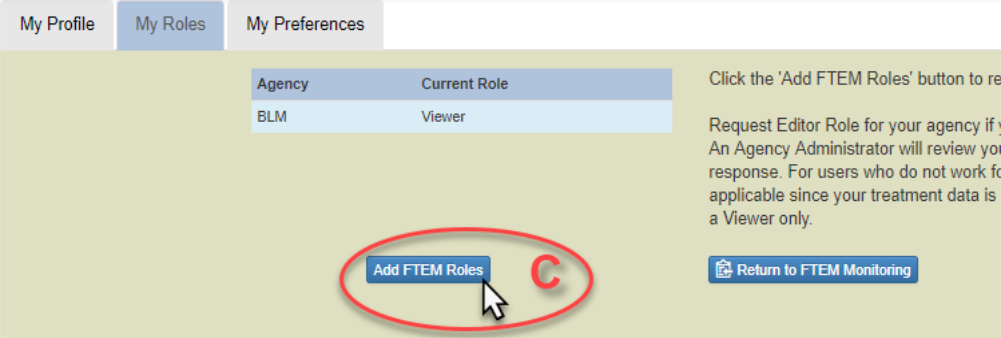 My Profile My Roles My Preferences
Agency Current Role
BLM Viewer
Click the 'Add FTEM Roles' button to re
Request Editor Role for your agency if
An Agency Administrator will review you
response. For users who do not work fo
applicable since your treatment data is
a Viewer only.
Add FTEM Roles C
Return to FTEM Monitoring